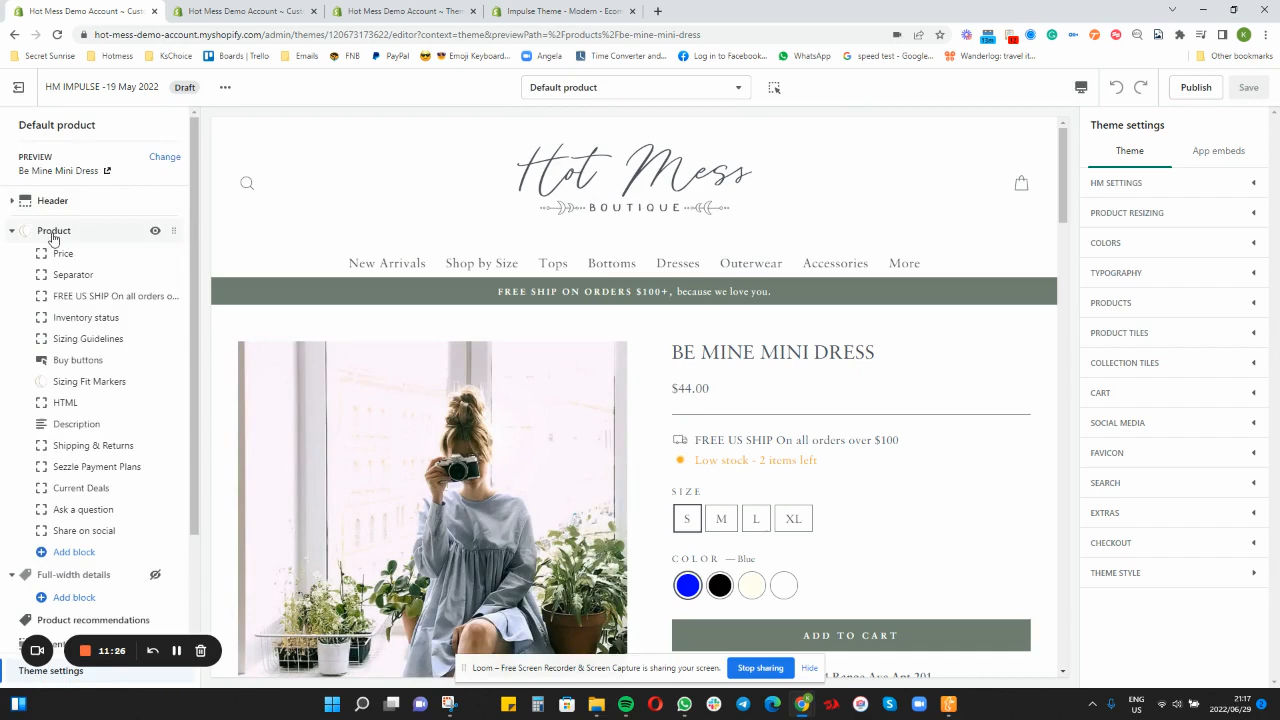 Hot Mess Demo Account ~ Cust
Hot Mess Demo Account ~ Cust
Hot Mess Demo Account ~ Them
Impulse Theme - Modern - Ecom
hot-mess-demo-account.myshopify.com/admin/themes/120673173622/editor?context=theme&previewPath=%2Fproducts%2Fbe-mine-mini-dress
13m
12
K
Secret Sunrise
KsChoice
Boards | Trello
Emails
FNB
PayPal
Angela
Time Converter and...
Log in to Facebook...
WhatsApp
speed test - Google...
Wanderlog: travel it...
Other bookmarks
HM IMPULSE -19 May 2022
Draft
Default product
Publish
Save
Default product
PREVIEW
Change
Be Mine Mini Dress
Header
Product
Price
Separator
FREE US SHIP On all orders o...
Inventory status
Sizing Guidelines
Buy buttons
Sizing Fit Markers
HTML
Description
Shipping & Returns
Sezzle Payment Plans
Current Deals
Ask a question
Share on social
Add block
Full-width details
Add block
Product recommendations
11:26
Theme settings
Hot Mess
BOUTIQUE
New Arrivals
Shop by Size
Tops
Bottoms
Dresses
Outerwear
Accessories
More
FREE SHIP ON ORDERS $100+, because we love you.
BE MINE MINI DRESS
$44.00
FREE US SHIP On all orders over $100
Low stock - 2 items left
SIZE
S
M
L
XL
COLOR — Blue
ADD TO CART
Range Ave Apt 201
Loom – Free Screen Recorder & Screen Capture is sharing your screen.
Stop sharing
Hide
Theme settings
Theme
App embeds
HM SETTINGS
PRODUCT RESIZING
COLORS
TYPOGRAPHY
PRODUCTS
PRODUCT TILES
COLLECTION TILES
CART
SOCIAL MEDIA
FAVICON
SEARCH
EXTRAS
CHECKOUT
THEME STYLE
ENG
US
21:17
2022/06/29